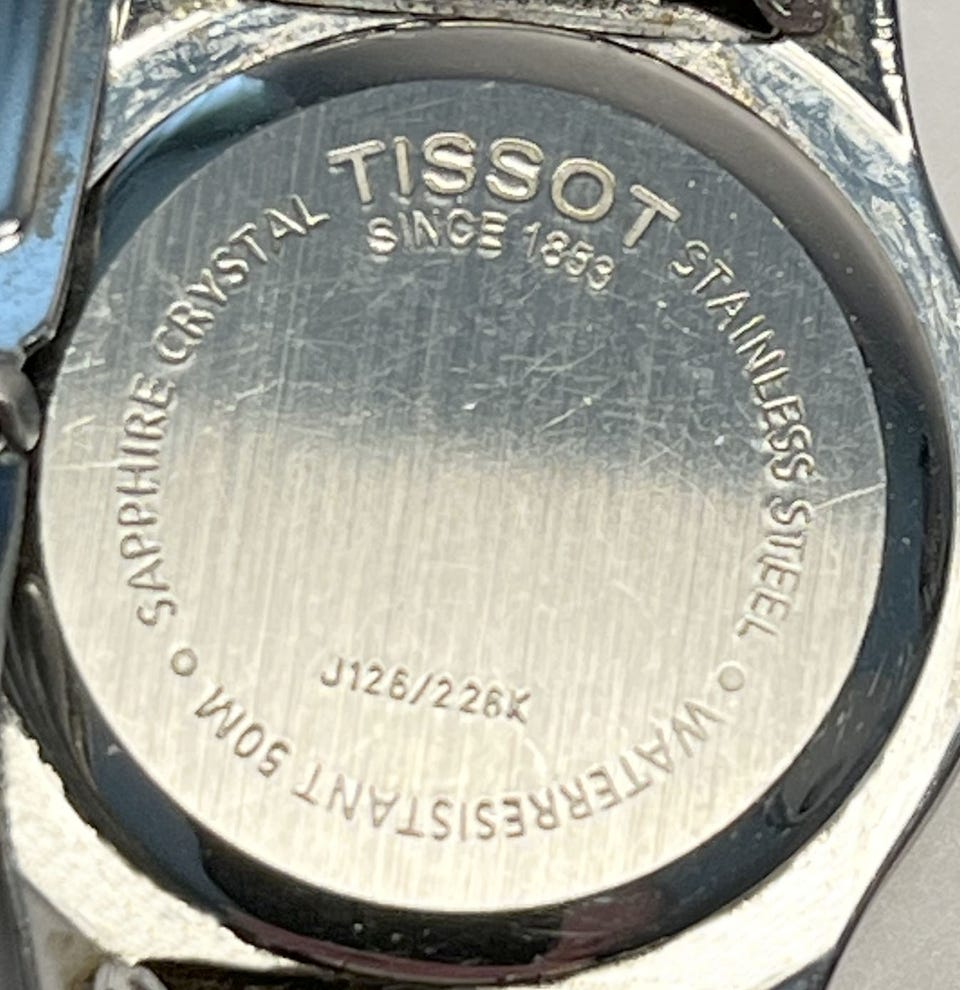 TISSOT
SINCE 1853
SAPPHIRE CRYSTAL
STAINLESS STEEL
WATERRESISTANT 50M
J126/226K